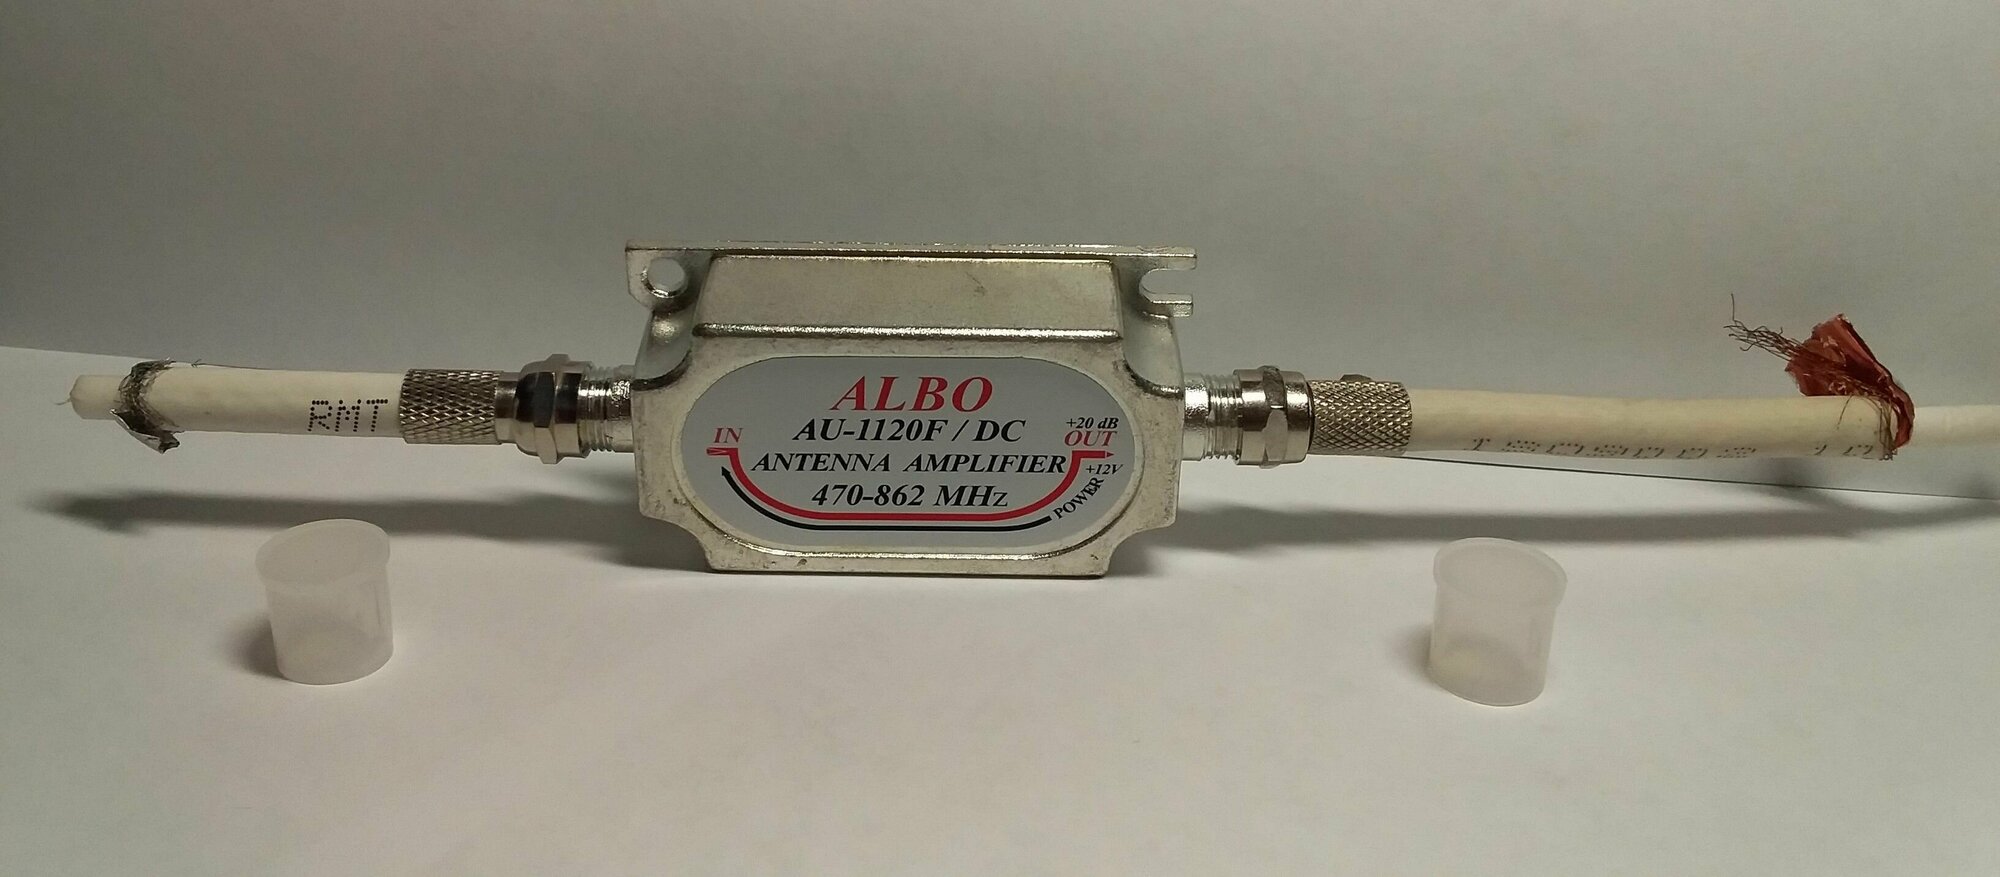 RMT
ALBO
AU-1120F / DC
+20 dB
IN
OUT
ANTENNA AMPLIFIER
+12V
470-862 MHz
POWER